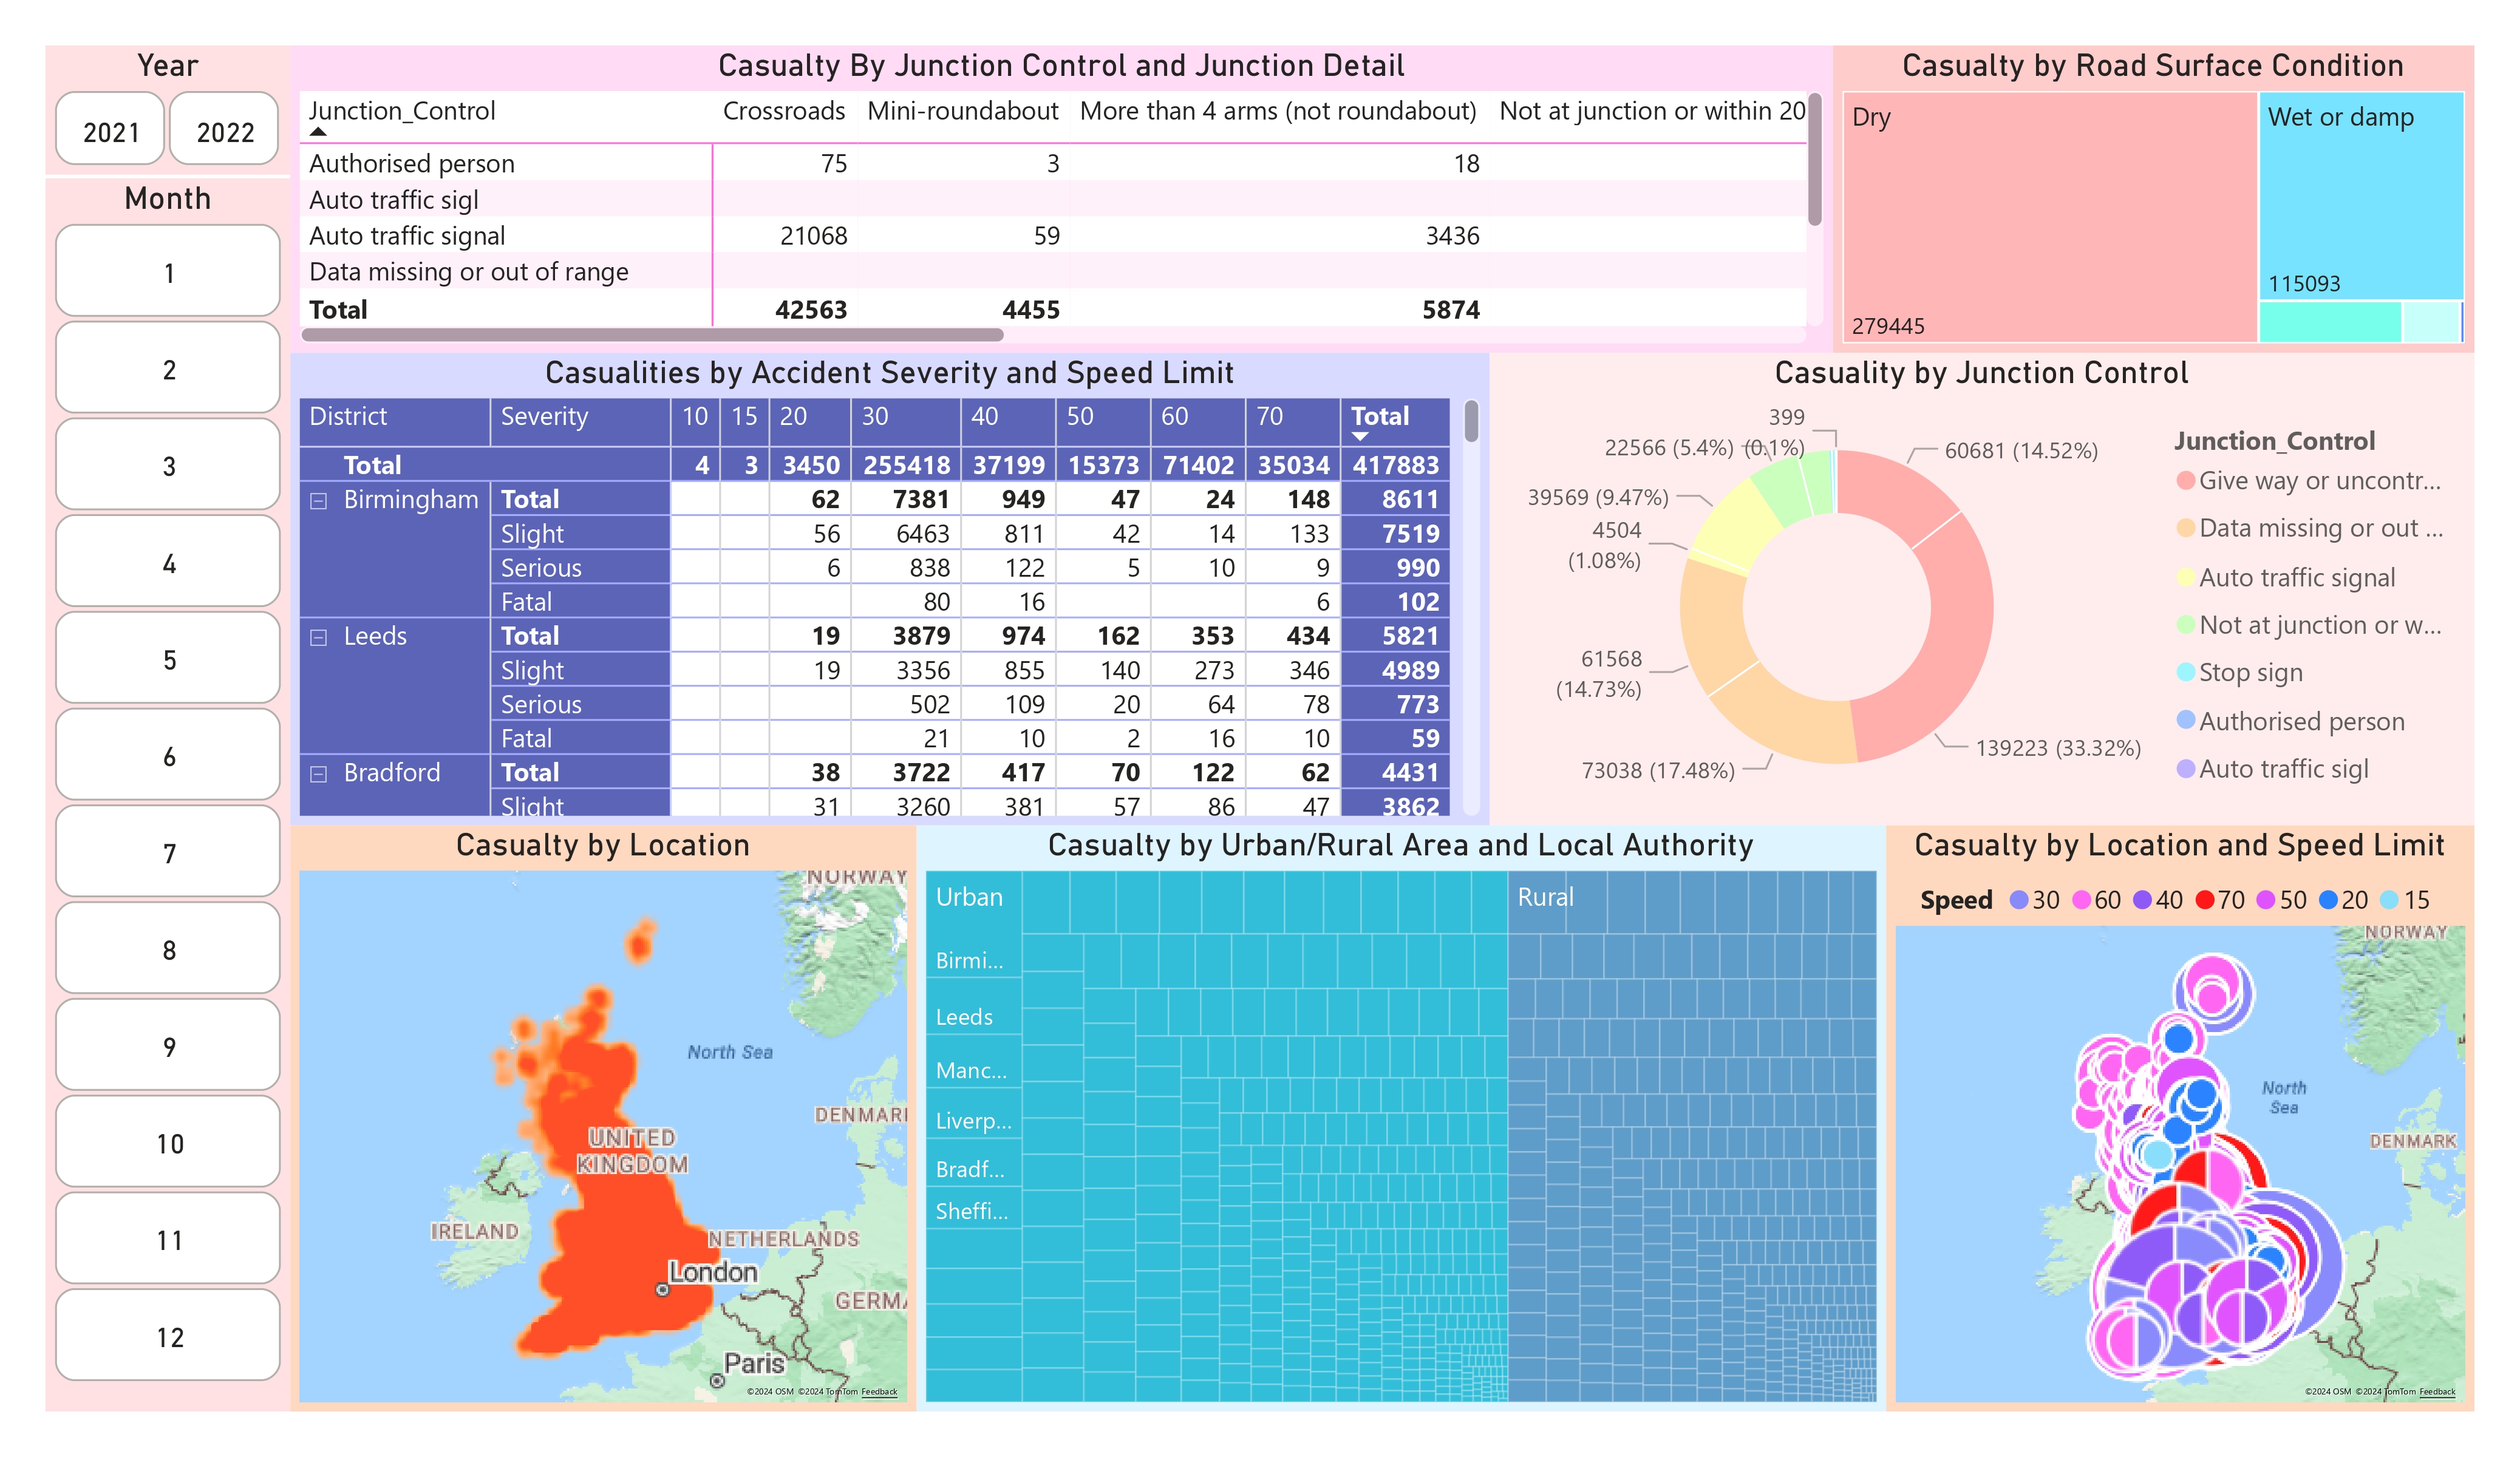 Year
2021 2022
Month
1
2
3
4
5
6
7
8
9
10
11
12
Casualty By Junction Control and Junction Detail
Junction_Control Crossroads Mini-roundabout More than 4 arms (not roundabout) Not at junction or within 20
Authorised person 75 3 18
Auto traffic sigl
Auto traffic signal 21068 59 3436
Data missing or out of range
Total 42563 4455 5874
Casualty by Road Surface Condition
Dry
279445
Wet or damp
115093
Casualities by Accident Severity and Speed Limit
District Severity 10 15 20 30 40 50 60 70 Total
Total 4 3 3450 255418 37199 15373 71402 35034 417883
Birmingham Total 62 7381 949 47 24 148 8611
Slight 56 6463 811 42 14 133 7519
Serious 6 838 122 5 10 9 990
Fatal 80 16 6 102
Leeds Total 19 3879 974 162 353 434 5821
Slight 19 3356 855 140 273 346 4989
Serious 502 109 20 64 78 773
Fatal 21 10 2 16 10 59
Bradford Total 38 3722 417 70 122 62 4431
Slight 31 3260 381 57 86 47 3862
Casuality by Junction Control
399
(0.1%)
22566 (5.4%)
60681 (14.52%)
39569 (9.47%)
4504
(1.08%)
61568
(14.73%)
73038 (17.48%)
139223 (33.32%)
Junction_Control
Give way or uncontr...
Data missing or out ...
Auto traffic signal
Not at junction or w...
Stop sign
Authorised person
Auto traffic sigl
Casualty by Location
NORWAY
North Sea
DENMAR
UNITED
KINGDOM
IRELAND
NETHERLANDS
London
GERMA
Paris
©2024 OSM ©2024 TomTom Feedback
Casualty by Urban/Rural Area and Local Authority
Urban
Birmi...
Leeds
Manc...
Liverp...
Bradf...
Sheffi...
Rural
Casualty by Location and Speed Limit
Speed 30 60 40 70 50 20 15
NORWAY
North
Sea
DENMARK
©2024 OSM ©2024 TomTom Feedback